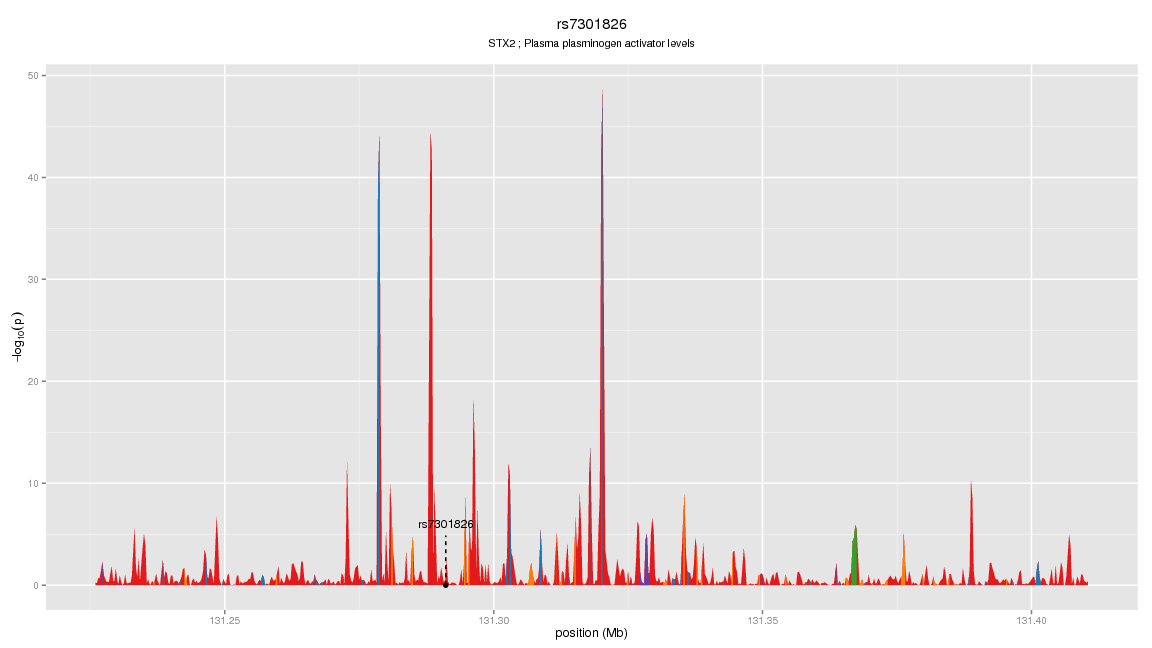 rs7301826
STX2 ; Plasma plasminogen activator levels
50
40
30
20
10
0
−log10(p)
rs7301826
131.25
131.30
131.35
131.40
position (Mb)